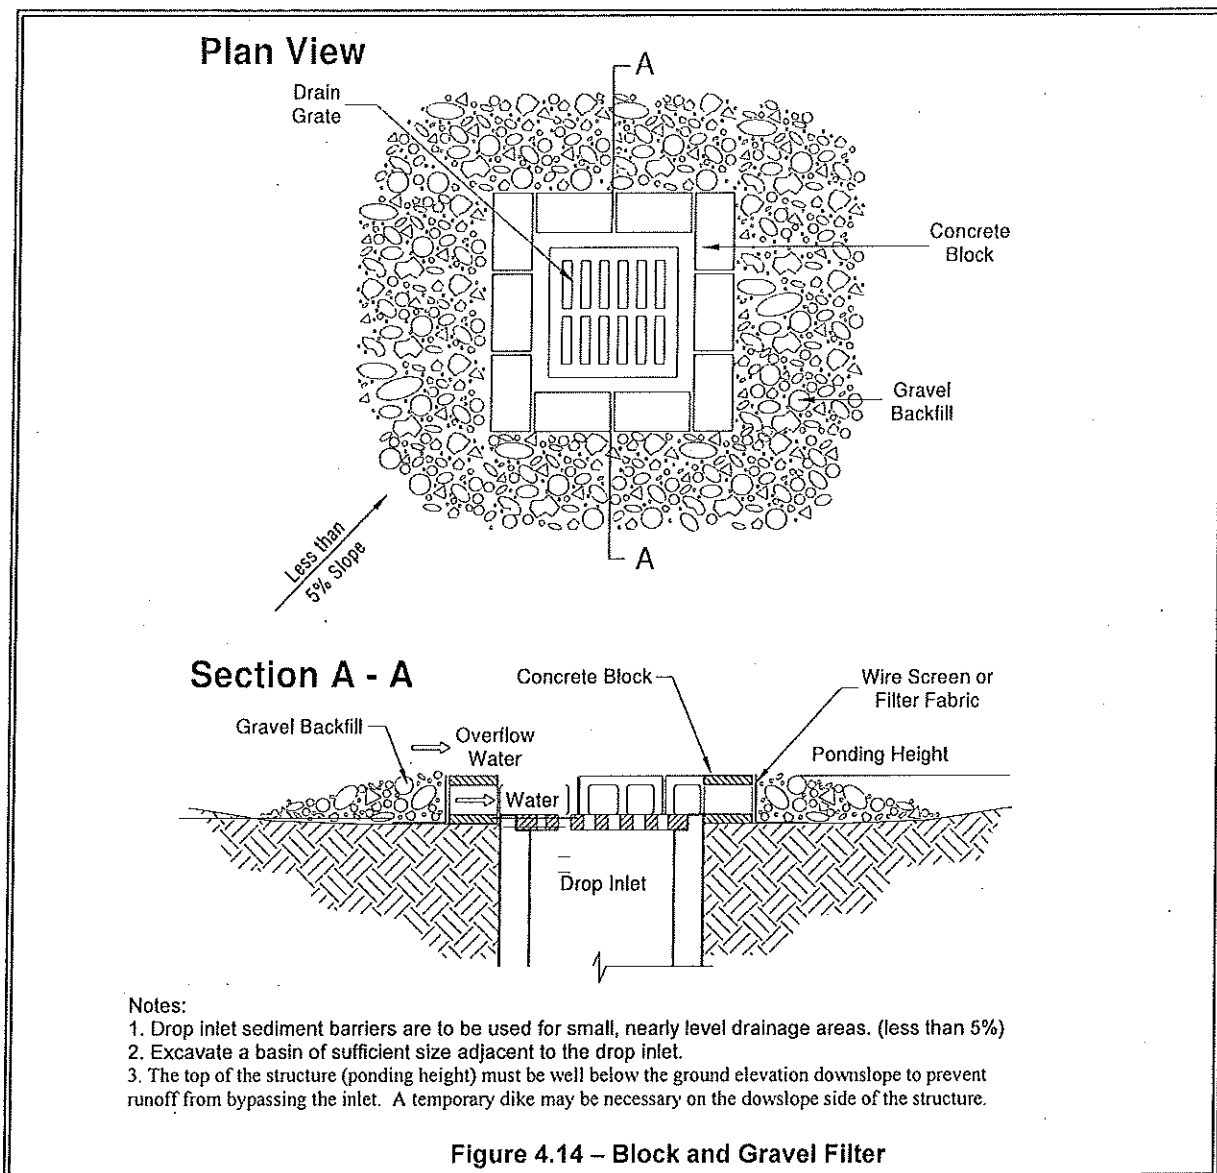 Plan View
A
Drain
Grate
Concrete
Block
Gravel
Backfill
Less than
5% Slope
A
Section A - A
Concrete Block
Wire Screen or
Filter Fabric
Gravel Backfill
Overflow
Water
Ponding Height
Water
Drop Inlet
Notes:
1. Drop inlet sediment barriers are to be used for small, nearly level drainage areas. (less than 5%)
2. Excavate a basin of sufficient size adjacent to the drop inlet.
3. The top of the structure (ponding height) must be well below the ground elevation downslope to prevent
runoff from bypassing the inlet. A temporary dike may be necessary on the dowslope side of the structure.
Figure 4.14 – Block and Gravel Filter